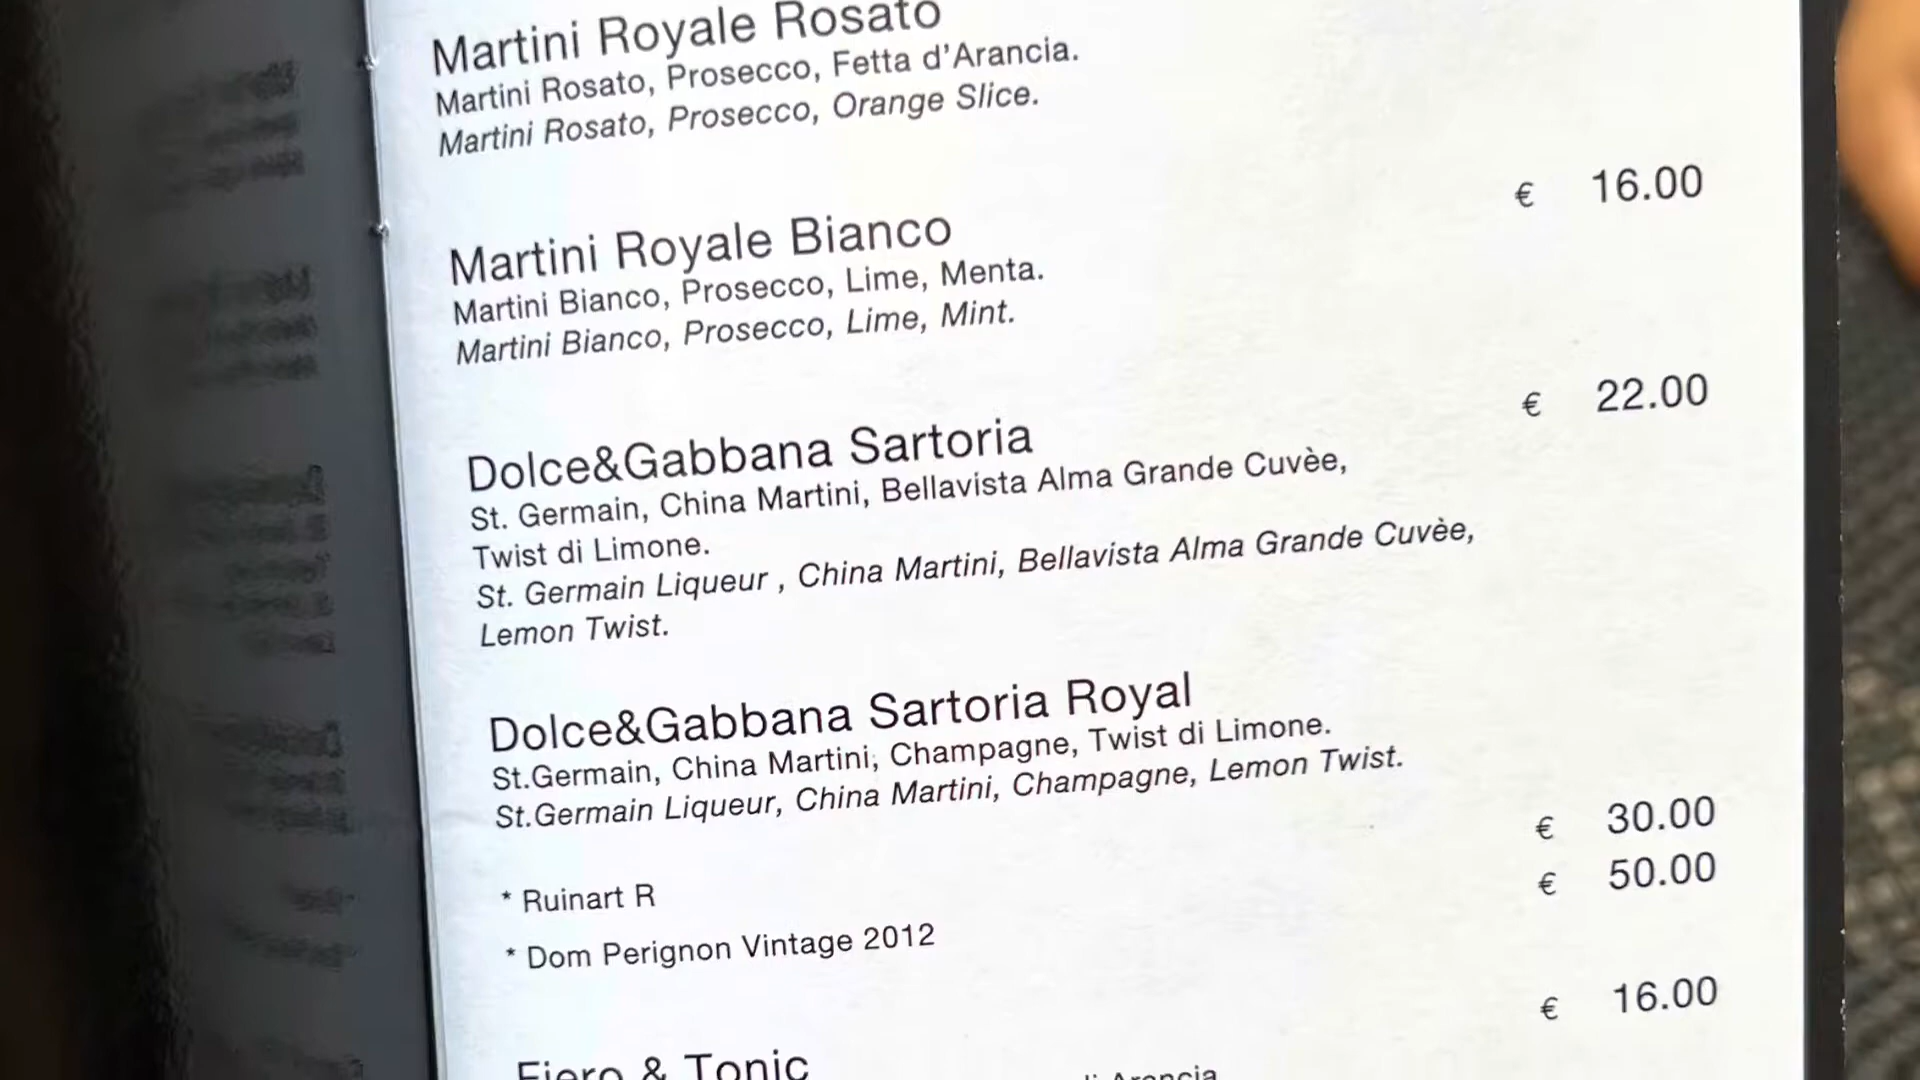 Martini Royale Rosato
Martini Rosato, Prosecco, Fetta d'Arancia.
Martini Rosato, Prosecco, Orange Slice.
Martini Royale Bianco € 16.00
Martini Bianco, Prosecco, Lime, Menta.
Martini Bianco, Prosecco, Lime, Mint.
Dolce&Gabbana Sartoria € 22.00
St. Germain, China Martini, Bellavista Alma Grande Cuvèe,
Twist di Limone.
St. Germain Liqueur , China Martini, Bellavista Alma Grande Cuvèe,
Lemon Twist.
Dolce&Gabbana Sartoria Royal
St.Germain, China Martini, Champagne, Twist di Limone.
St.Germain Liqueur, China Martini, Champagne, Lemon Twist.
* Ruinart R € 30.00
* Dom Perignon Vintage 2012 € 50.00
Fiero & Tonic € 16.00
Arancia